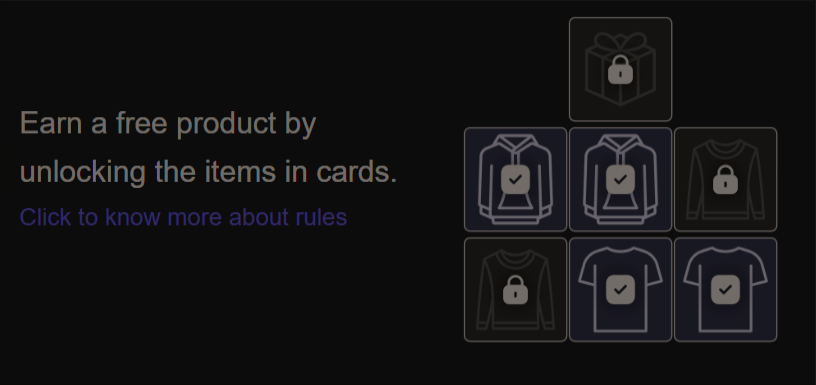 Earn a free product by
unlocking the items in cards.
Click to know more about rules